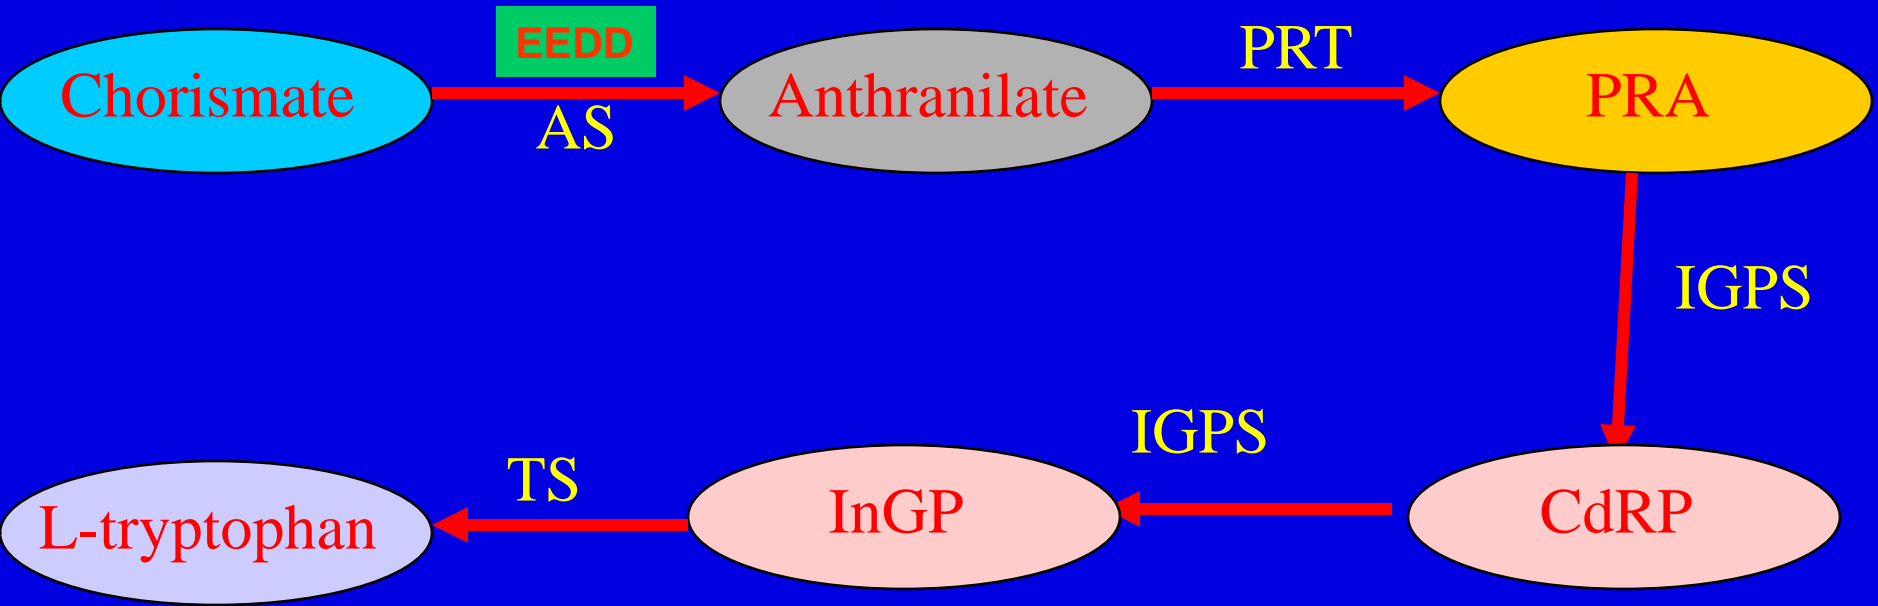 EEDD
PRT
Chorismate
Anthranilate
PRA
AS
IGPS
IGPS
TS
InGP
CdRP
L-tryptophan